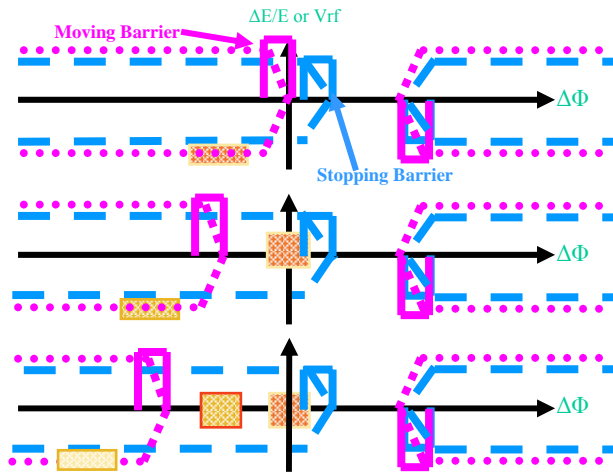 ΔE/E or Vrf
Moving Barrier
ΔΦ
Stopping Barrier
ΔΦ
ΔΦ